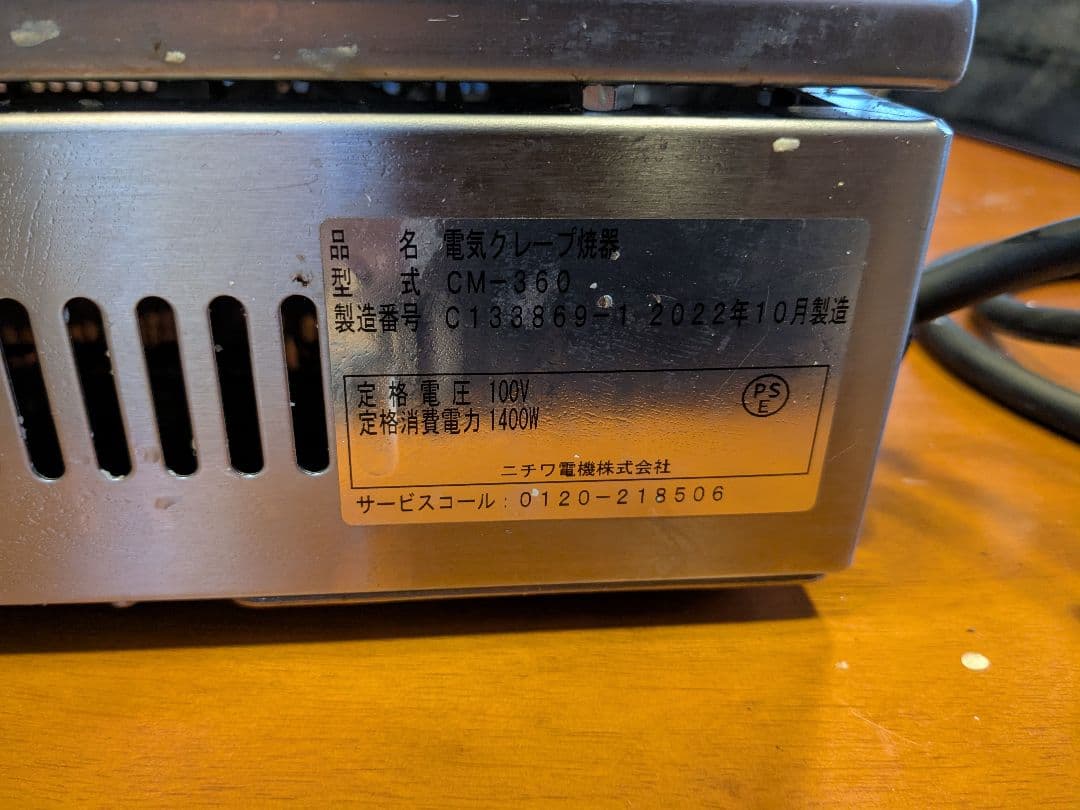 品 名 電気クレープ焼器
型 式 CM-360
製造番号 C133869-1 2022年10月製造
定格電圧 100V
定格消費電力 1400W
PSE
ニチワ電機株式会社
サービスコール:0120-218506